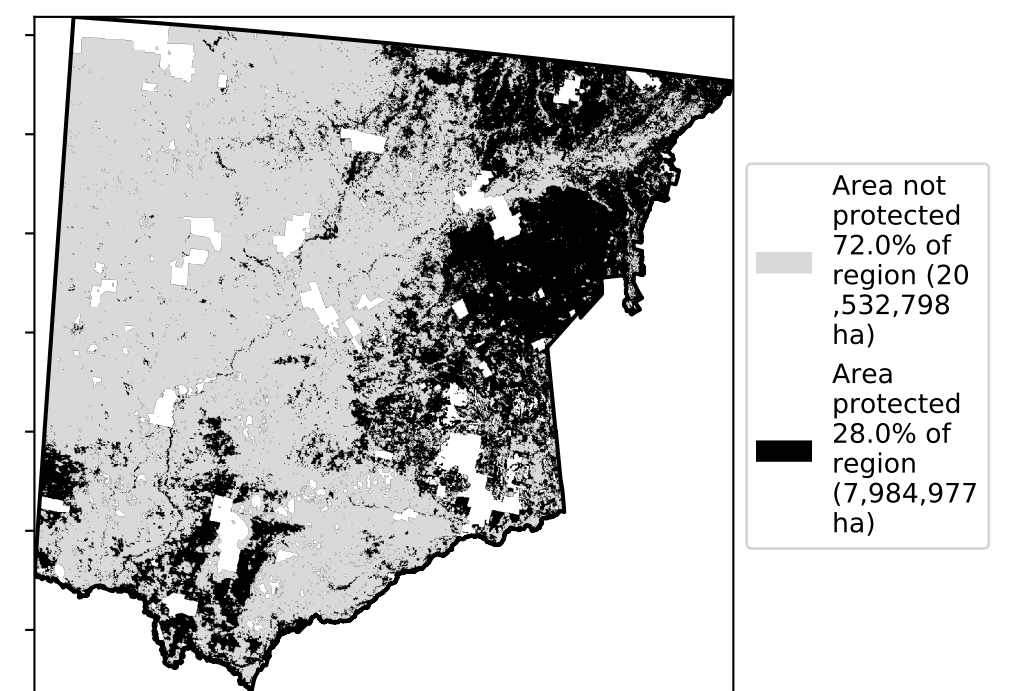 Area not
protected
72.0% of
region (20
,532,798
ha)
Area
protected
28.0% of
region
(7,984,977
ha)